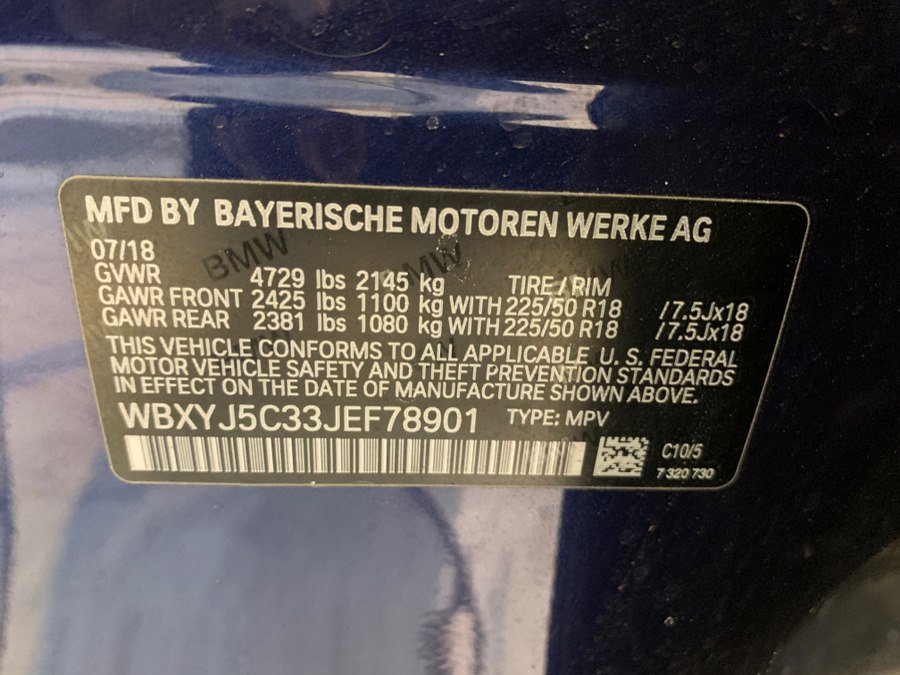 MFD BY BAYERISCHE MOTOREN WERKE AG
07/18
GVWR 4729 lbs 2145 kg TIRE / RIM
GAWR FRONT 2425 lbs 1100 kg WITH 225/50 R18 /7.5Jx18
GAWR REAR 2381 lbs 1080 kg WITH 225/50 R18 /7.5Jx18
THIS VEHICLE CONFORMS TO ALL APPLICABLE U. S. FEDERAL
MOTOR VEHICLE SAFETY AND THEFT PREVENTION STANDARDS
IN EFFECT ON THE DATE OF MANUFACTURE SHOWN ABOVE.
WBXYJ5C33JEF78901 TYPE: MPV
C10/5
7 320 730